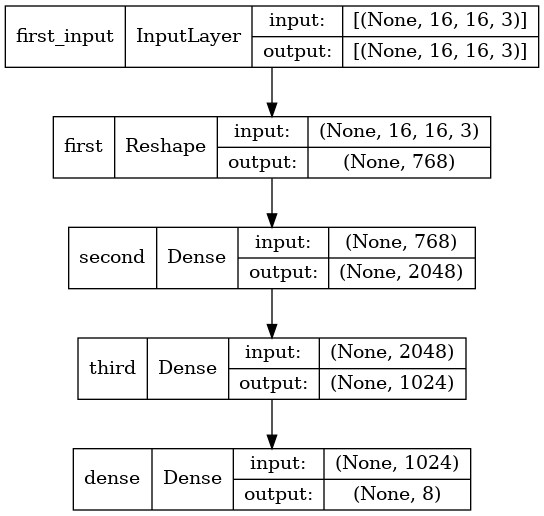 first_input InputLayer input: [(None, 16, 16, 3)]
output: [(None, 16, 16, 3)]
first Reshape input: (None, 16, 16, 3)
output: (None, 768)
second Dense input: (None, 768)
output: (None, 2048)
third Dense input: (None, 2048)
output: (None, 1024)
dense Dense input: (None, 1024)
output: (None, 8)